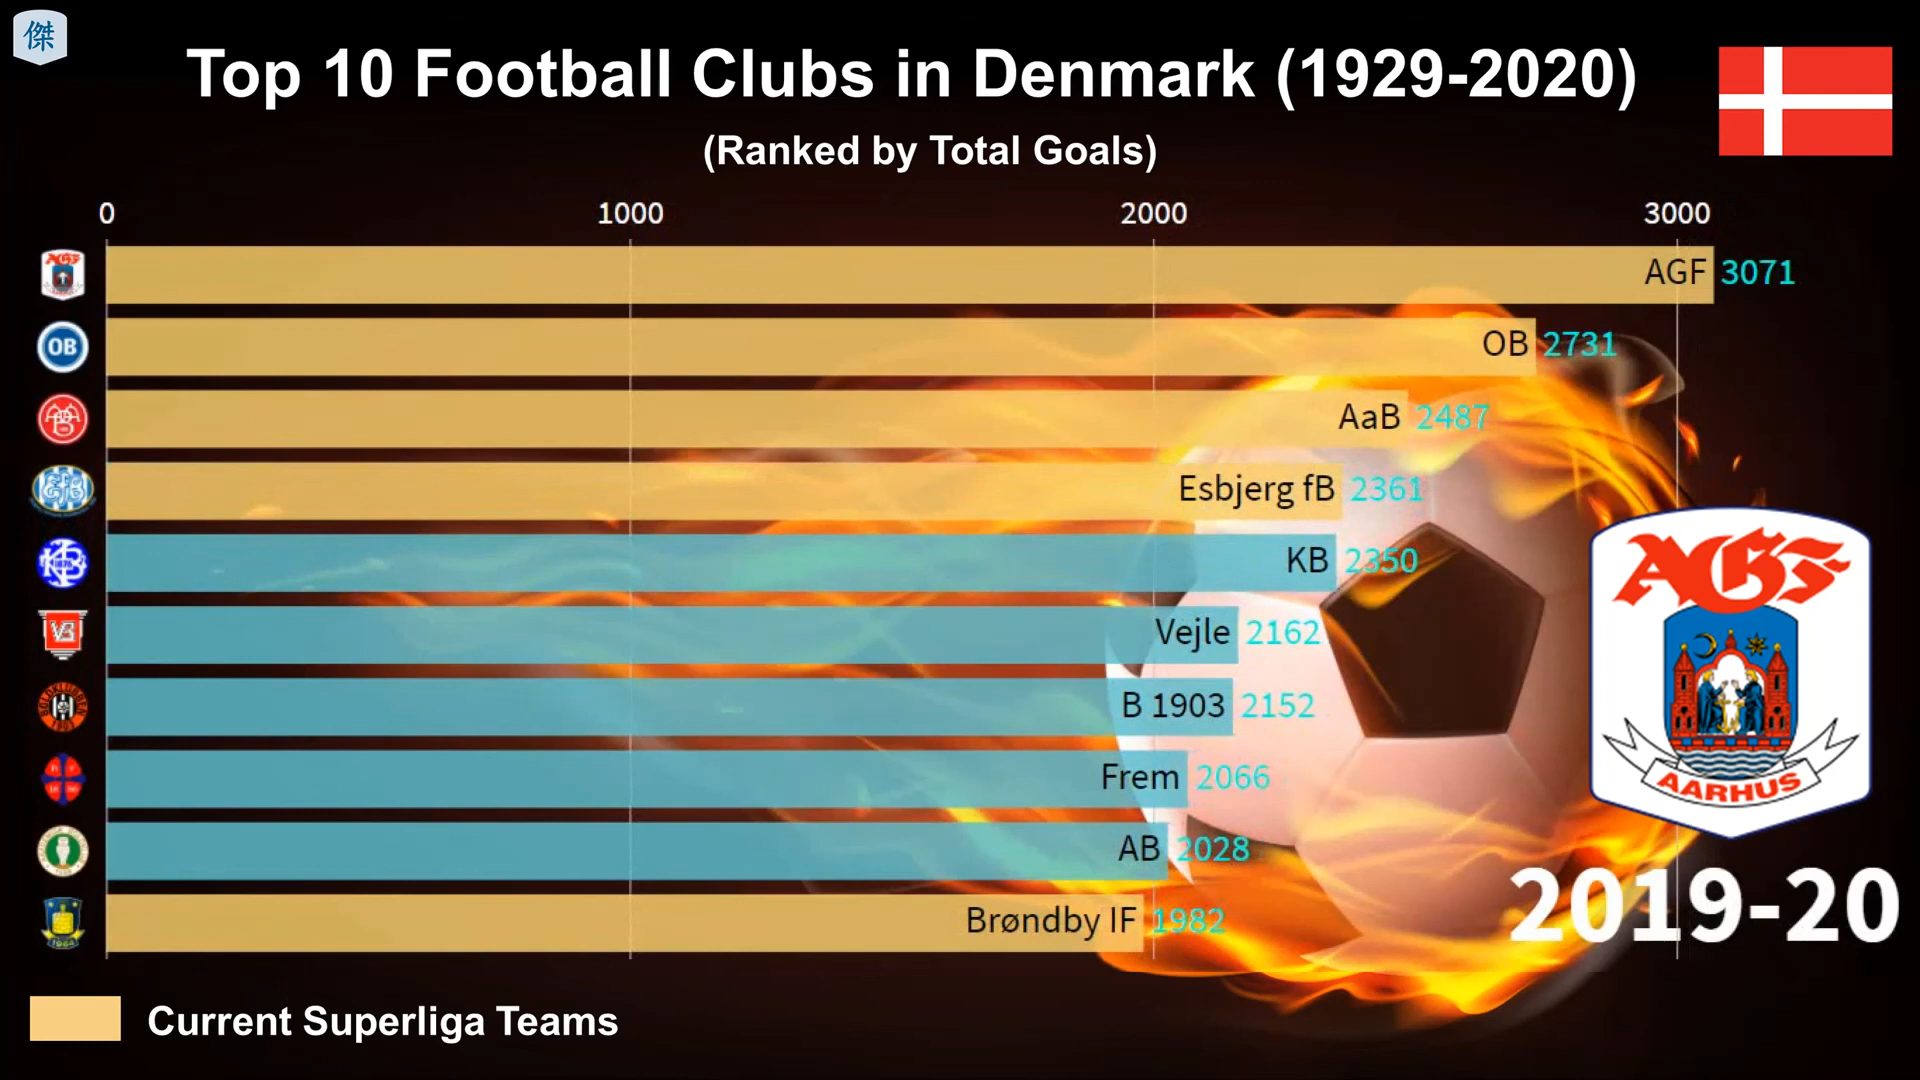 傑
Top 10 Football Clubs in Denmark (1929-2020)
(Ranked by Total Goals)
0 1000 2000 3000
AGF 3071
OB OB 2731
AaB 2487
Esbjerg fB 2361
KB 2350
Vejle 2162
B 1903 2152
Frem 2066
AB 2028
Brøndby IF 1982
AGF
AARHUS
2019-20
Current Superliga Teams